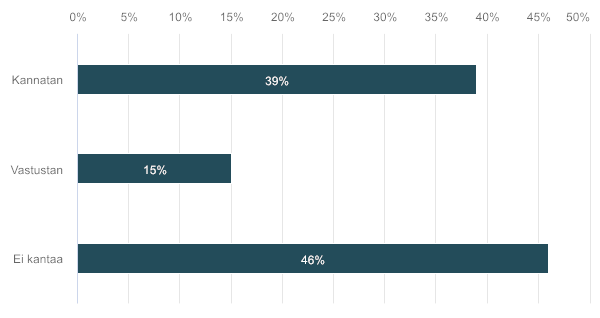 0% 5% 10% 15% 20% 25% 30% 35% 40% 45% 50%
Kannatan 39%
Vastustan 15%
Ei kantaa 46%